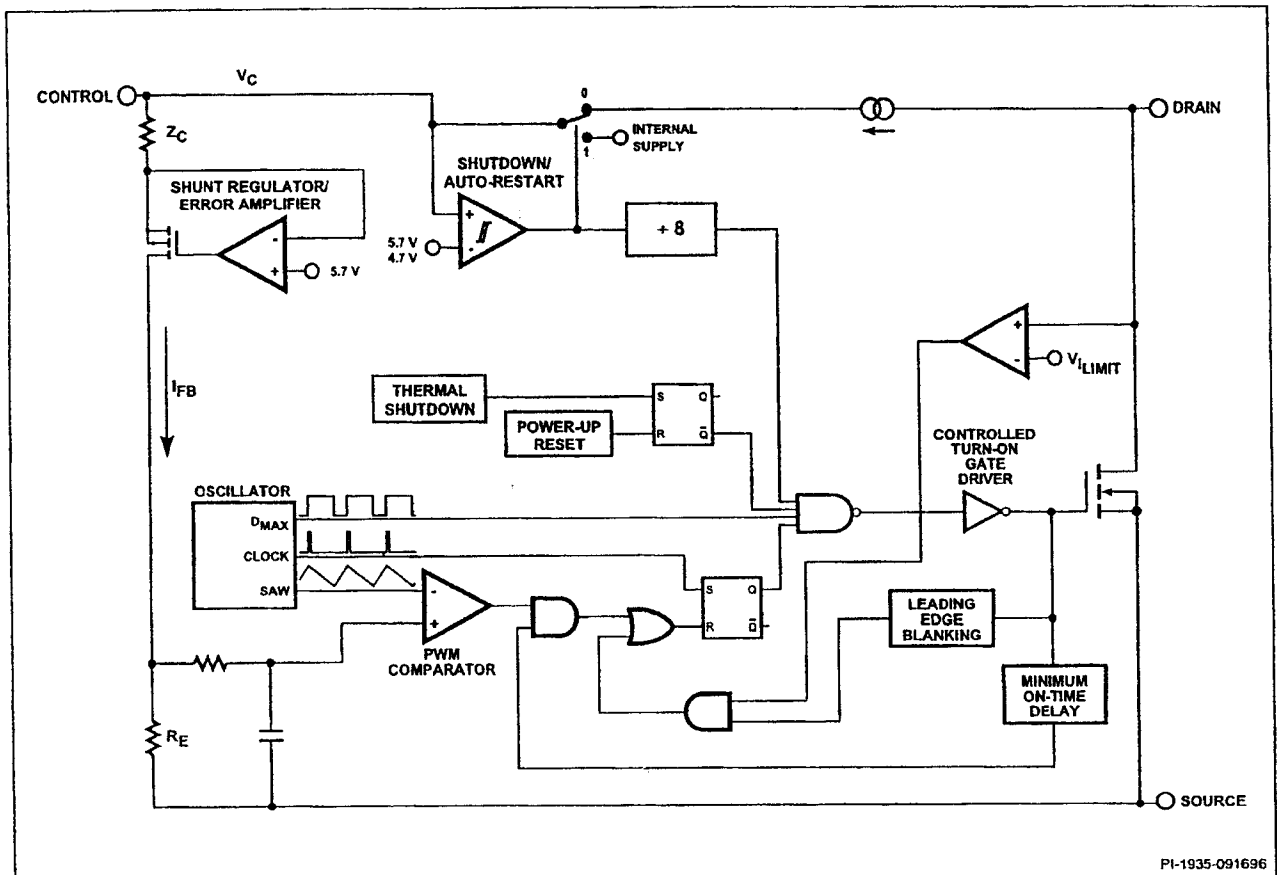 V_C
CONTROL
0
DRAIN
Z_C
1
INTERNAL
SUPPLY
SHUTDOWN/
AUTO-RESTART
SHUNT REGULATOR/
ERROR AMPLIFIER
+
-
5.7 V
4.7 V
÷ 8
-
+
5.7 V
+
-
V_I LIMIT
I_FB
THERMAL
SHUTDOWN
S
Q
POWER-UP
RESET
R
Q̅
CONTROLLED
TURN-ON
GATE
DRIVER
OSCILLATOR
D_MAX
CLOCK
SAW
-
+
PWM
COMPARATOR
S
Q
R
Q̅
LEADING
EDGE
BLANKING
MINIMUM
ON-TIME
DELAY
R_E
SOURCE
PI-1935-091696